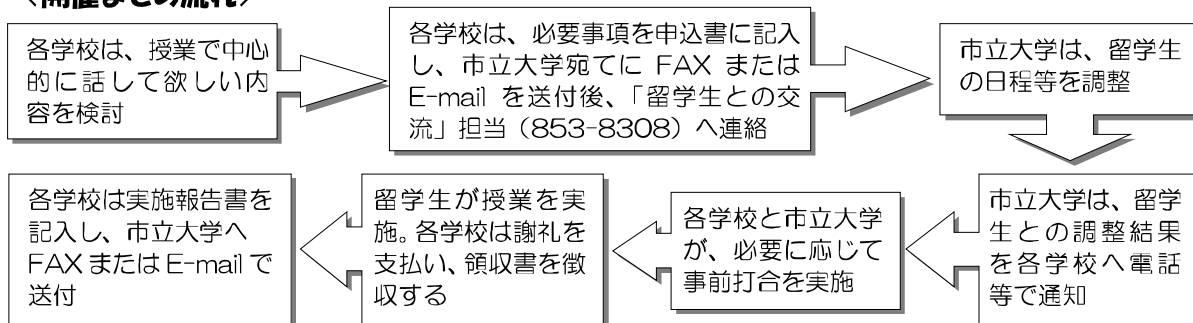 〈開催までの流れ〉
各学校は、授業で中心
的に話して欲しい内
容を検討
各学校は、必要事項を申込書に記入
し、市立大学宛てに FAX または
E-mail を送付後、「留学生との交
流」担当（853-8308）へ連絡
市立大学は、留学生
の日程等を調整
市立大学は、留学
生との調整結果
を各学校へ電話
等で通知
各学校と市立大学
が、必要に応じて
事前打合を実施
留学生が授業を実
施。各学校は謝礼を
支払い、領収書を徴
収する
各学校は実施報告書を
記入し、市立大学へ
FAX または E-mail で
送付